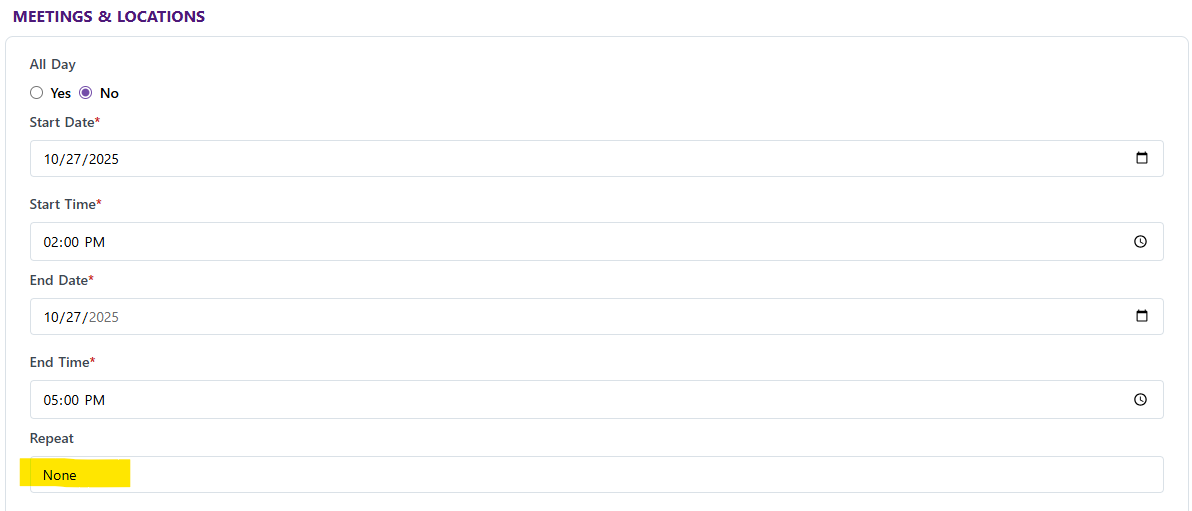 MEETINGS & LOCATIONS
All Day
Yes No
Start Date*
10/27/2025
Start Time*
02:00 PM
End Date*
10/27/2025
End Time*
05:00 PM
Repeat
None